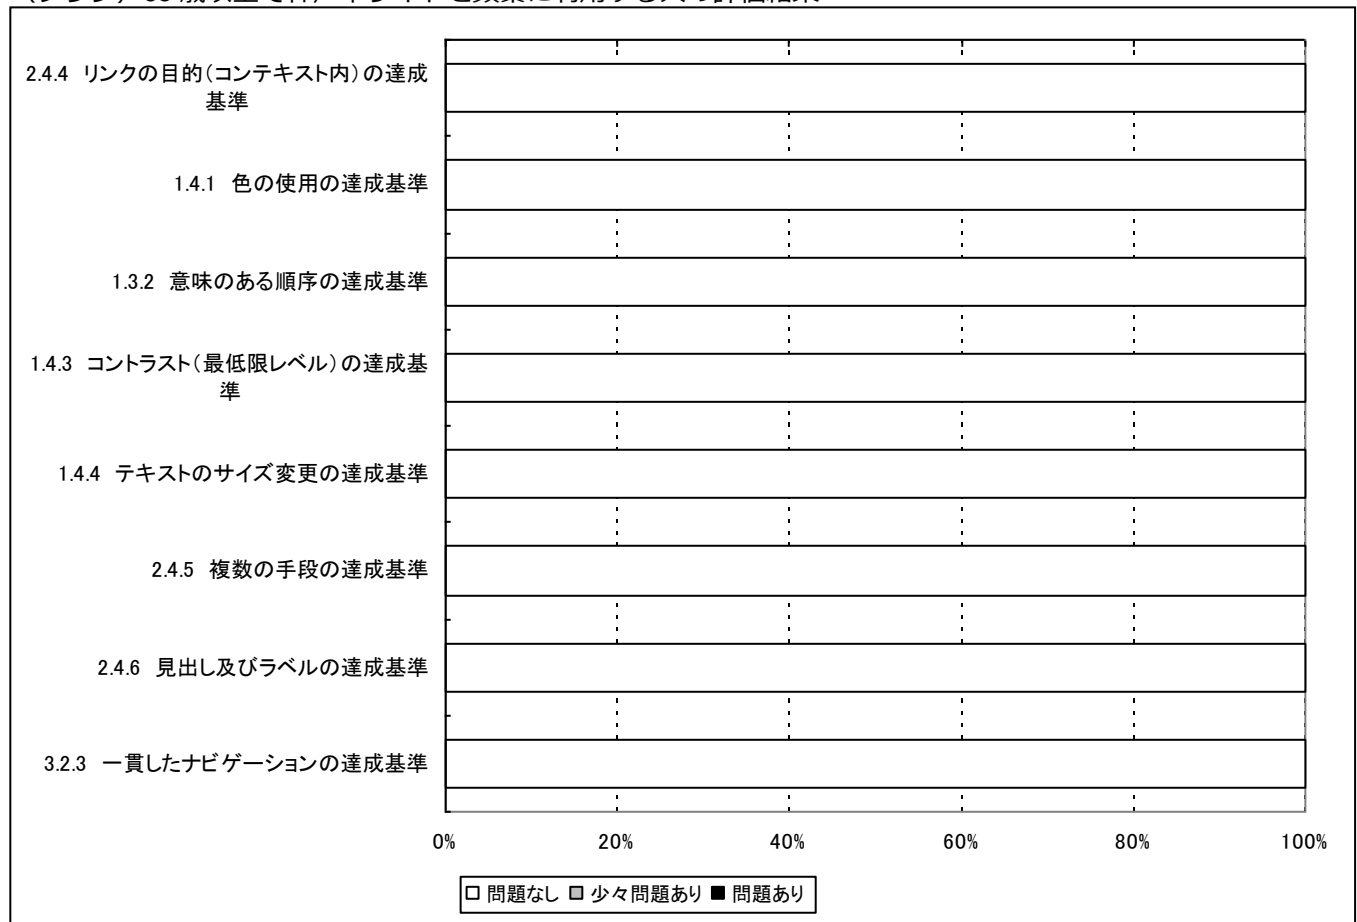 2.4.4 リンクの目的(コンテキスト内)の達成
基準
1.4.1 色の使用の達成基準
1.3.2 意味のある順序の達成基準
1.4.3 コントラスト(最低限レベル)の達成基
準
1.4.4 テキストのサイズ変更の達成基準
2.4.5 複数の手段の達成基準
2.4.6 見出し及びラベルの達成基準
3.2.3 一貫したナビゲーションの達成基準
0% 20% 40% 60% 80% 100%
問題なし 少々問題あり 問題あり